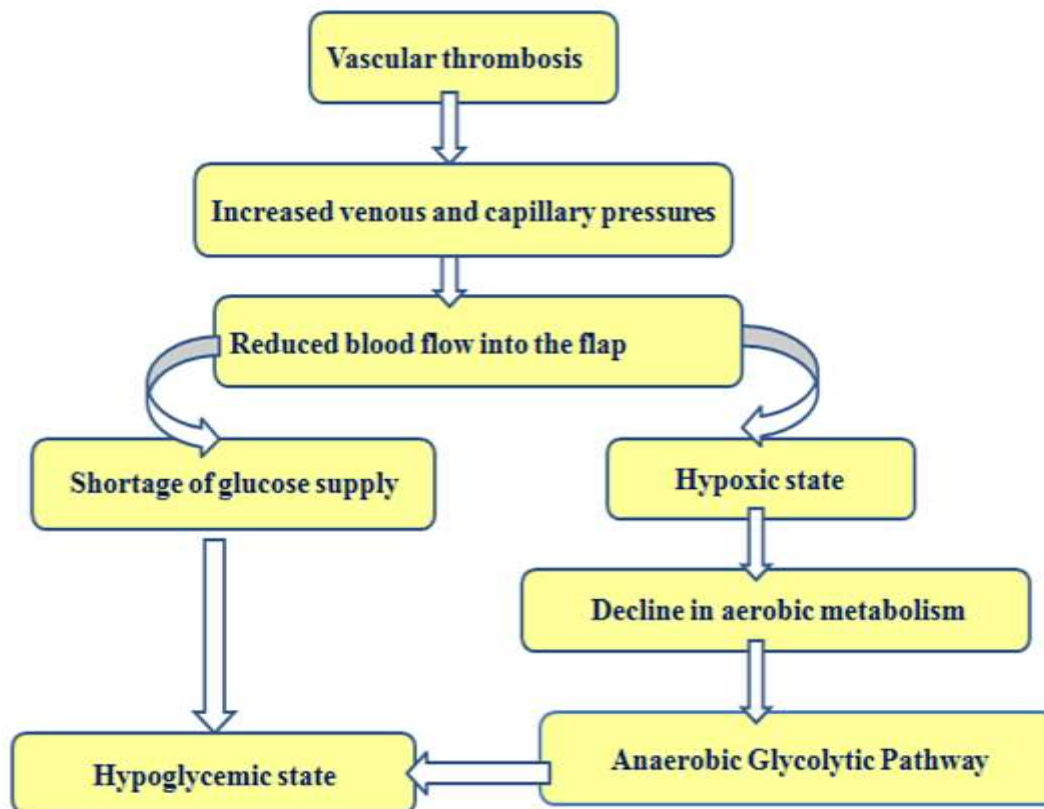 Vascular thrombosis
Increased venous and capillary pressures
Reduced blood flow into the flap
Shortage of glucose supply
Hypoxic state
Decline in aerobic metabolism
Hypoglycemic state
Anaerobic Glycolytic Pathway